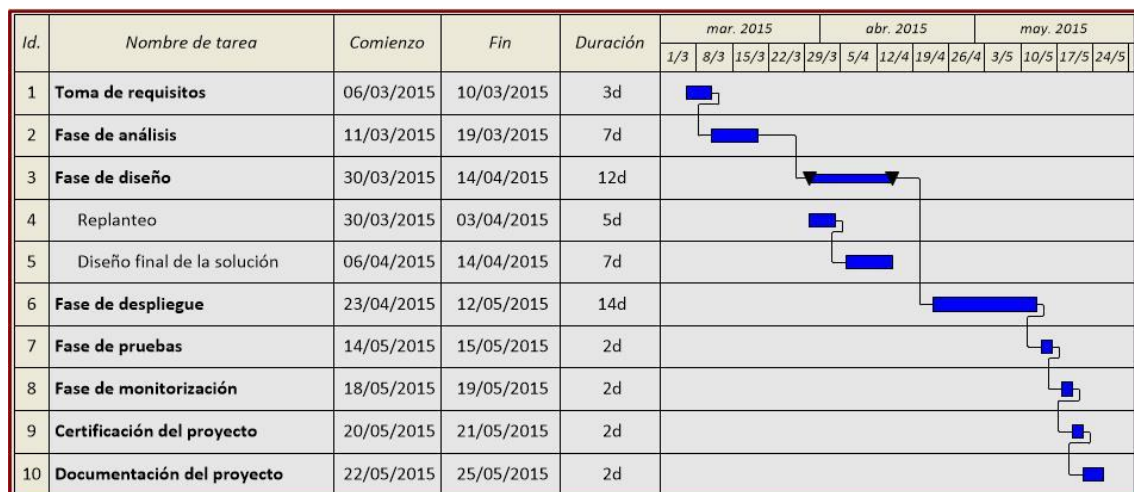 Id. Nombre de tarea Comienzo Fin Duración mar. 2015 abr. 2015 may. 2015
1/3 8/3 15/3 22/3 29/3 5/4 12/4 19/4 26/4 3/5 10/5 17/5 24/5
1 Toma de requisitos 06/03/2015 10/03/2015 3d
2 Fase de análisis 11/03/2015 19/03/2015 7d
3 Fase de diseño 30/03/2015 14/04/2015 12d
4 Replanteo 30/03/2015 03/04/2015 5d
5 Diseño final de la solución 06/04/2015 14/04/2015 7d
6 Fase de despliegue 23/04/2015 12/05/2015 14d
7 Fase de pruebas 14/05/2015 15/05/2015 2d
8 Fase de monitorización 18/05/2015 19/05/2015 2d
9 Certificación del proyecto 20/05/2015 21/05/2015 2d
10 Documentación del proyecto 22/05/2015 25/05/2015 2d